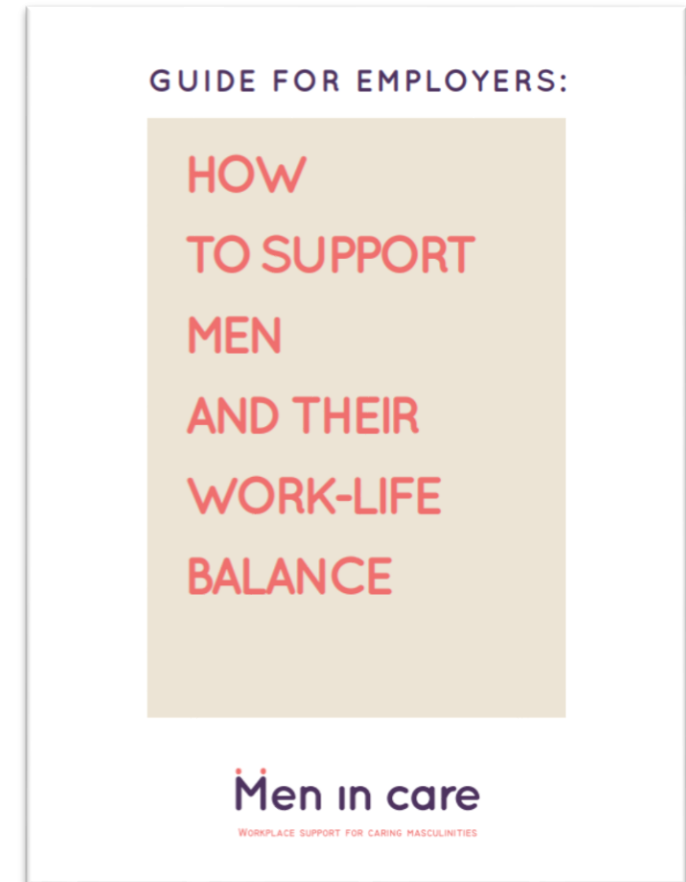 GUIDE FOR EMPLOYERS:
HOW
TO SUPPORT
MEN
AND THEIR
WORK-LIFE
BALANCE
Men in care
WORKPLACE SUPPORT FOR CARING MASCULINITIES